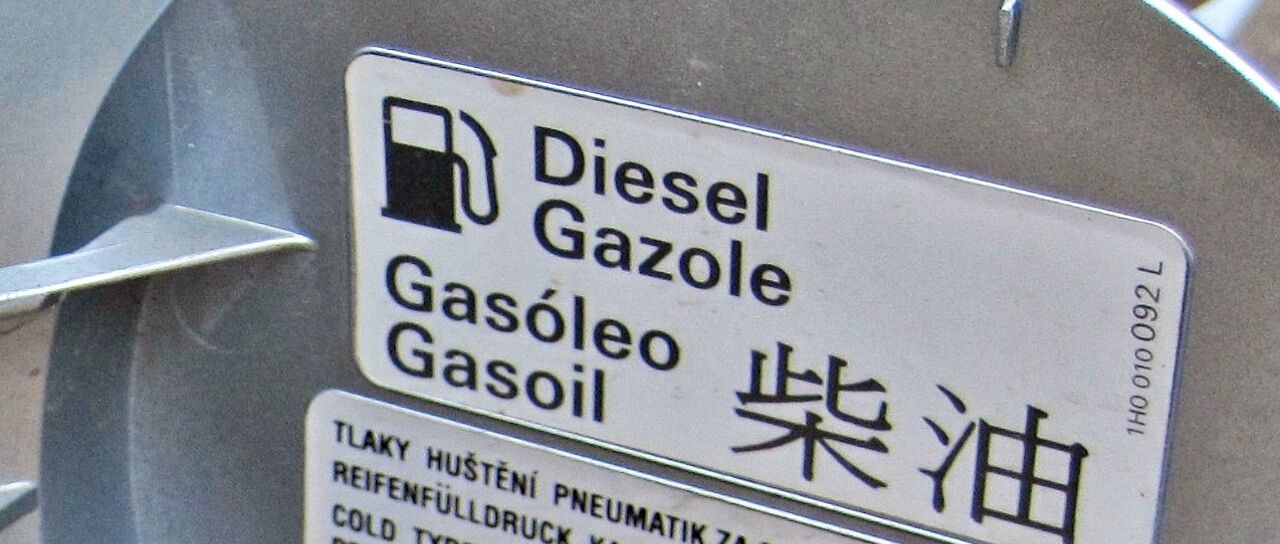 Diesel
Gazole
Gasóleo
Gasoil
柴油
1H0 010 092 L
TLAKY HUŠTĚNÍ PNEUMATIK
REIFENFÜLLDRUCK
COLD